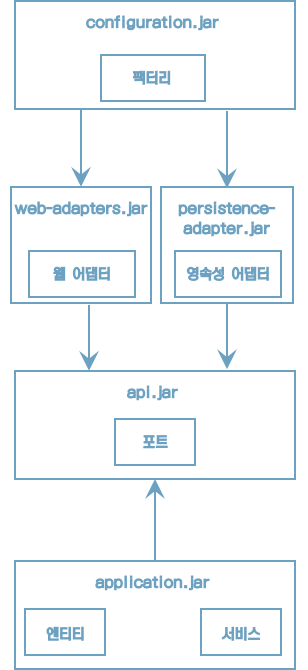 configuration.jar
팩터리
web-adapters.jar
웹 어댑터
persistence-
adapter.jar
영속성 어댑터
api.jar
포트
application.jar
엔티티
서비스